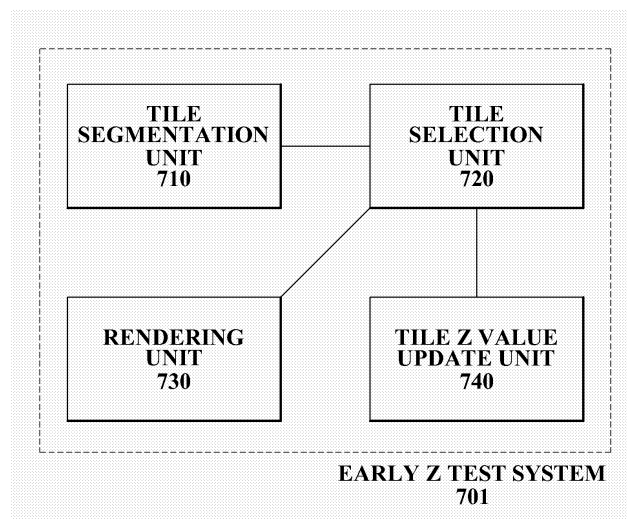 TILE
SEGMENTATION
UNIT
710
TILE
SELECTION
UNIT
720
RENDERING
UNIT
730
TILE Z VALUE
UPDATE UNIT
740
EARLY Z TEST SYSTEM
701